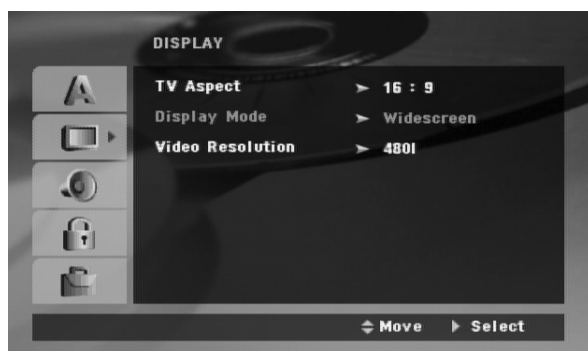 DISPLAY
A
TV Aspect ➤ 16 : 9
Display Mode ➤ Widescreen
Video Resolution ➤ 480I
Move Select